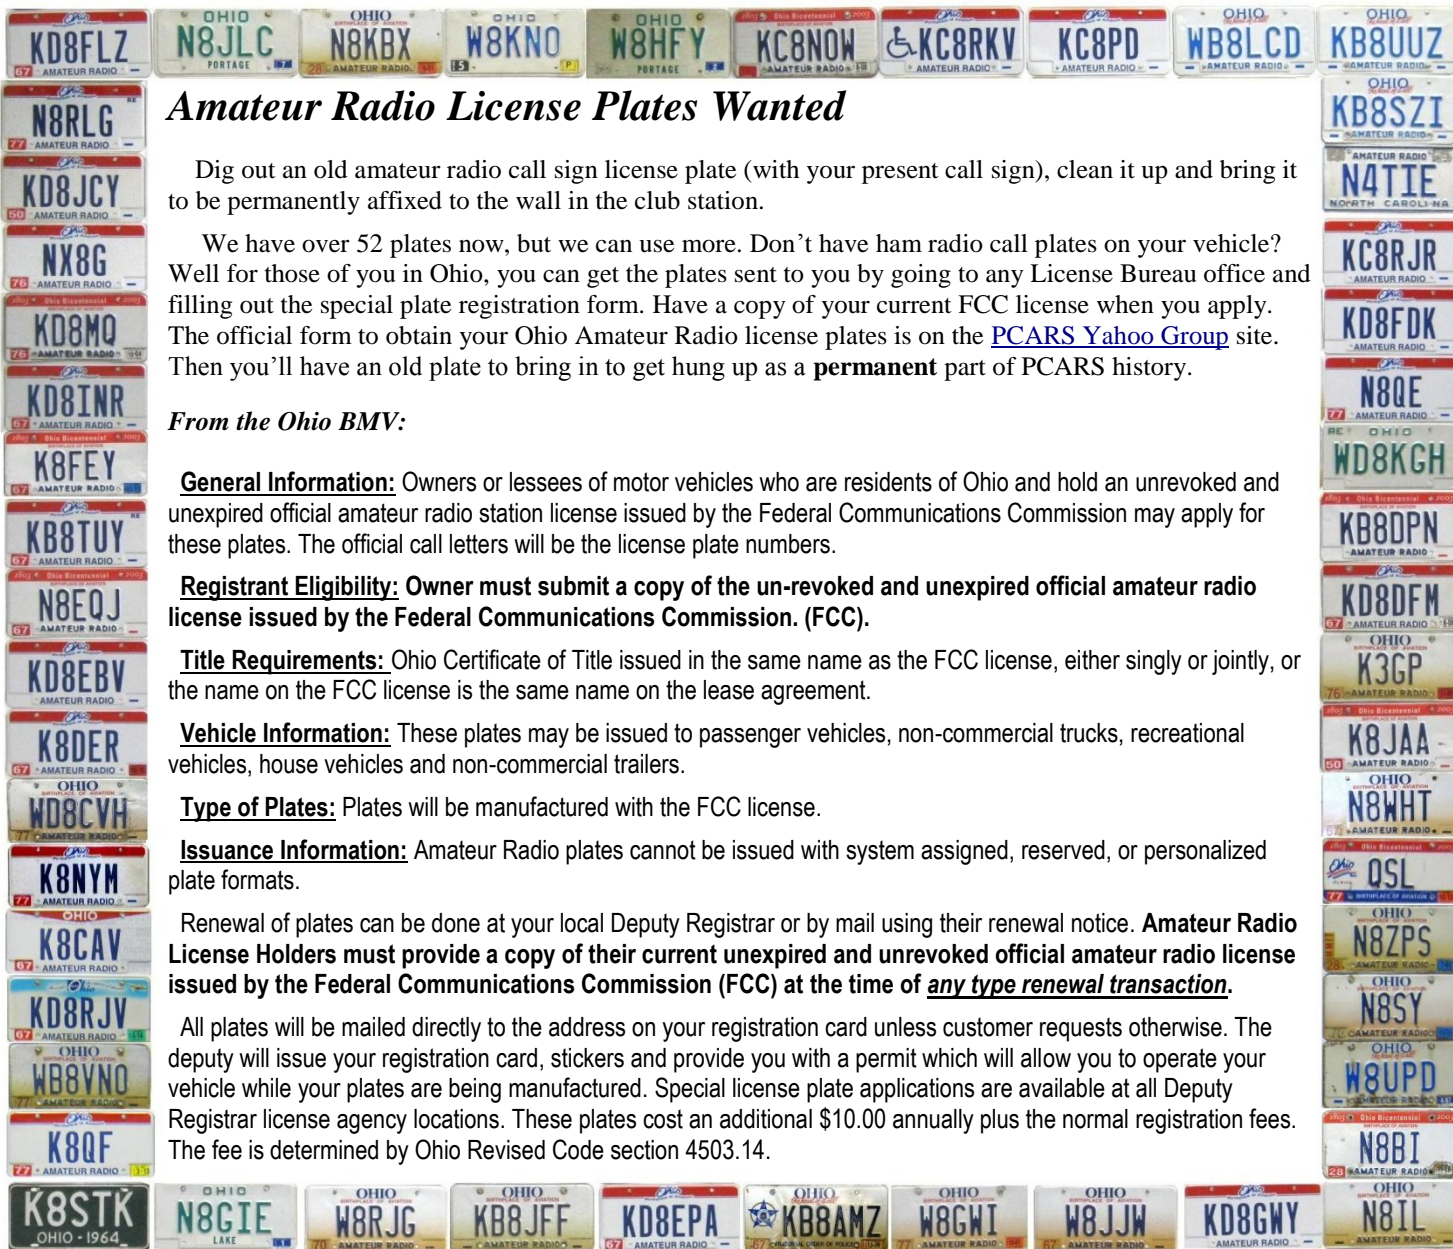 KD8FLZ N8JLC N8KBX W8KNO W8HFY KC8NOW KC8RKV KC8PD WB8LCD KB8UUZ
Amateur Radio License Plates Wanted
Dig out an old amateur radio call sign license plate (with your present call sign), clean it up and bring it
to be permanently affixed to the wall in the club station.
We have over 52 plates now, but we can use more. Don’t have ham radio call plates on your vehicle?
Well for those of you in Ohio, you can get the plates sent to you by going to any License Bureau office and
filling out the special plate registration form. Have a copy of your current FCC license when you apply.
The official form to obtain your Ohio Amateur Radio license plates is on the PCARS Yahoo Group site.
Then you’ll have an old plate to bring in to get hung up as a permanent part of PCARS history.
From the Ohio BMV:
General Information: Owners or lessees of motor vehicles who are residents of Ohio and hold an unrevoked and
unexpired official amateur radio station license issued by the Federal Communications Commission may apply for
these plates. The official call letters will be the license plate numbers.
Registrant Eligibility: Owner must submit a copy of the un-revoked and unexpired official amateur radio
license issued by the Federal Communications Commission. (FCC).
Title Requirements: Ohio Certificate of Title issued in the same name as the FCC license, either singly or jointly, or
the name on the FCC license is the same name on the lease agreement.
Vehicle Information: These plates may be issued to passenger vehicles, non-commercial trucks, recreational
vehicles, house vehicles and non-commercial trailers.
Type of Plates: Plates will be manufactured with the FCC license.
Issuance Information: Amateur Radio plates cannot be issued with system assigned, reserved, or personalized
plate formats.
Renewal of plates can be done at your local Deputy Registrar or by mail using their renewal notice. Amateur Radio
License Holders must provide a copy of their current unexpired and unrevoked official amateur radio license
issued by the Federal Communications Commission (FCC) at the time of any type renewal transaction.
All plates will be mailed directly to the address on your registration card unless customer requests otherwise. The
deputy will issue your registration card, stickers and provide you with a permit which will allow you to operate your
vehicle while your plates are being manufactured. Special license plate applications are available at all Deputy
Registrar license agency locations. These plates cost an additional $10.00 annually plus the normal registration fees.
The fee is determined by Ohio Revised Code section 4503.14.
N8RLG
KD8JCY
NX8G
KD8MQ
KD8INR
K8FEY
KB8TUY
N8EQJ
KD8EBV
K8DER
WD8CVH
K8NYM
K8CAV
KD8RJV
WB8VNO
K8QF
KB8SZI
AMATEUR RADIO
N4TIE
NORTH CAROLINA
KC8RJR
KD8FDK
N8QE
WD8KGH
KB8DPN
KD8DFM
K3GP
K8JAA
N8WHT
QSL
N8ZPS
N8SY
W8UPD
N8BI
K8STK N8GIE W8RJG KB8JFF KD8EPA KB8AMZ W8GWI W8JJW KD8GWY N8IL
OHIO - 1964 LAKE